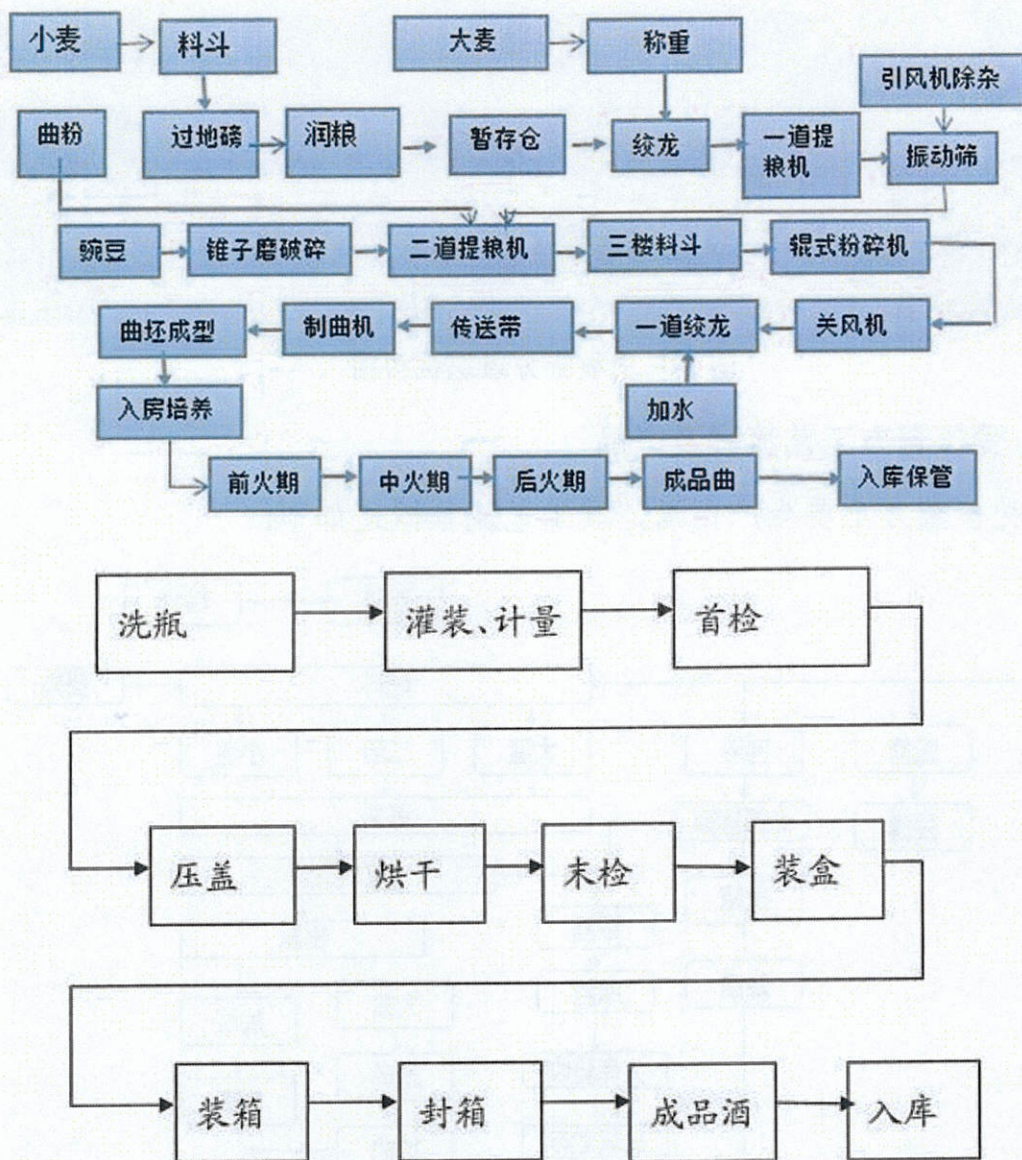 小麦
料斗
大麦
称重
引风机除杂
曲粉
过地磅
润粮
暂存仓
绞龙
一道提
粮机
振动筛
豌豆
锥子磨破碎
二道提粮机
三楼料斗
辊式粉碎机
曲坯成型
制曲机
传送带
一道绞龙
关风机
入房培养
加水
前火期
中火期
后火期
成品曲
入库保管
洗瓶
灌装、计量
首检
压盖
烘干
末检
装盒
装箱
封箱
成品酒
入库